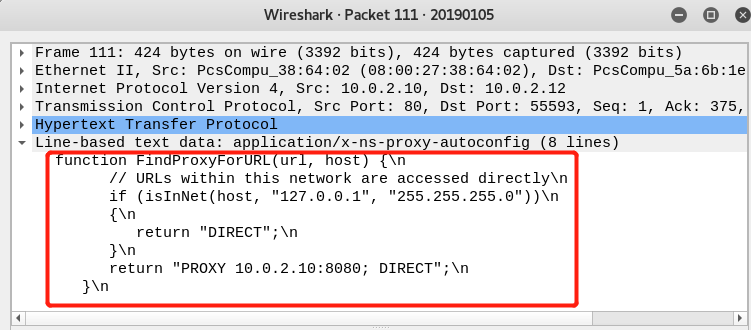 Wireshark · Packet 111 · 20190105
Frame 111: 424 bytes on wire (3392 bits), 424 bytes captured (3392 bits)
Ethernet II, Src: PcsCompu_38:64:02 (08:00:27:38:64:02), Dst: PcsCompu_5a:6b:1e
Internet Protocol Version 4, Src: 10.0.2.10, Dst: 10.0.2.12
Transmission Control Protocol, Src Port: 80, Dst Port: 55593, Seq: 1, Ack: 375,
Hypertext Transfer Protocol
Line-based text data: application/x-ns-proxy-autoconfig (8 lines)
function FindProxyForURL(url, host) {\n
// URLs within this network are accessed directly\n
if (isInNet(host, "127.0.0.1", "255.255.255.0"))\n
{\n
return "DIRECT";\n
}\n
return "PROXY 10.0.2.10:8080; DIRECT";\n
}\n